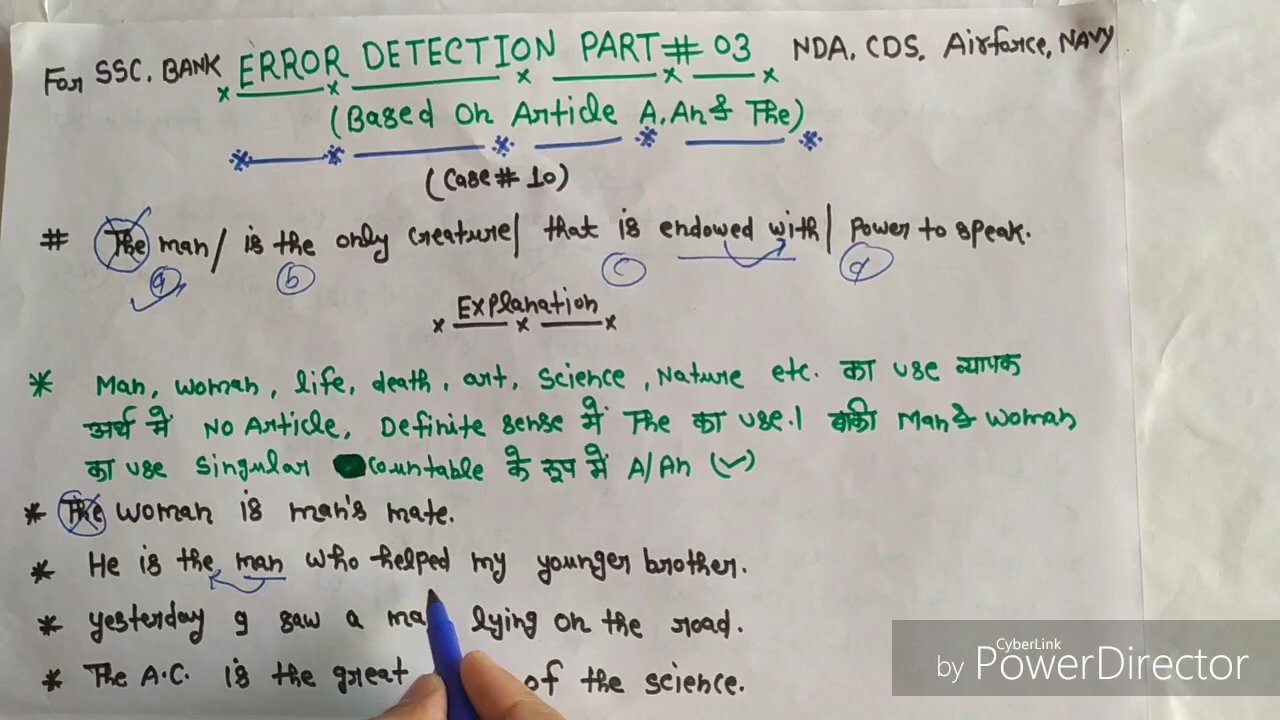 For SSC, BANK ERROR DETECTION PART # 03 NDA, CDS, Airforce, NAVY
(Based on Article A, An & The)
(Case # 10)
# The man / is the only creature / that is endowed with / power to speak.
a b c d
Explanation
* Man, woman, life, death, art, science, Nature etc. का use व्यापक
अर्थ में No Article, Definite sense में The का use। बाकी Man & woman
का use singular countable के रूप में A/An (✓)
* The woman is man's mate.
* He is the man who helped my younger brother.
* yesterday I saw a ma lying on the road.
* The A.C. is the great of the science.
CyberLink
by PowerDirector